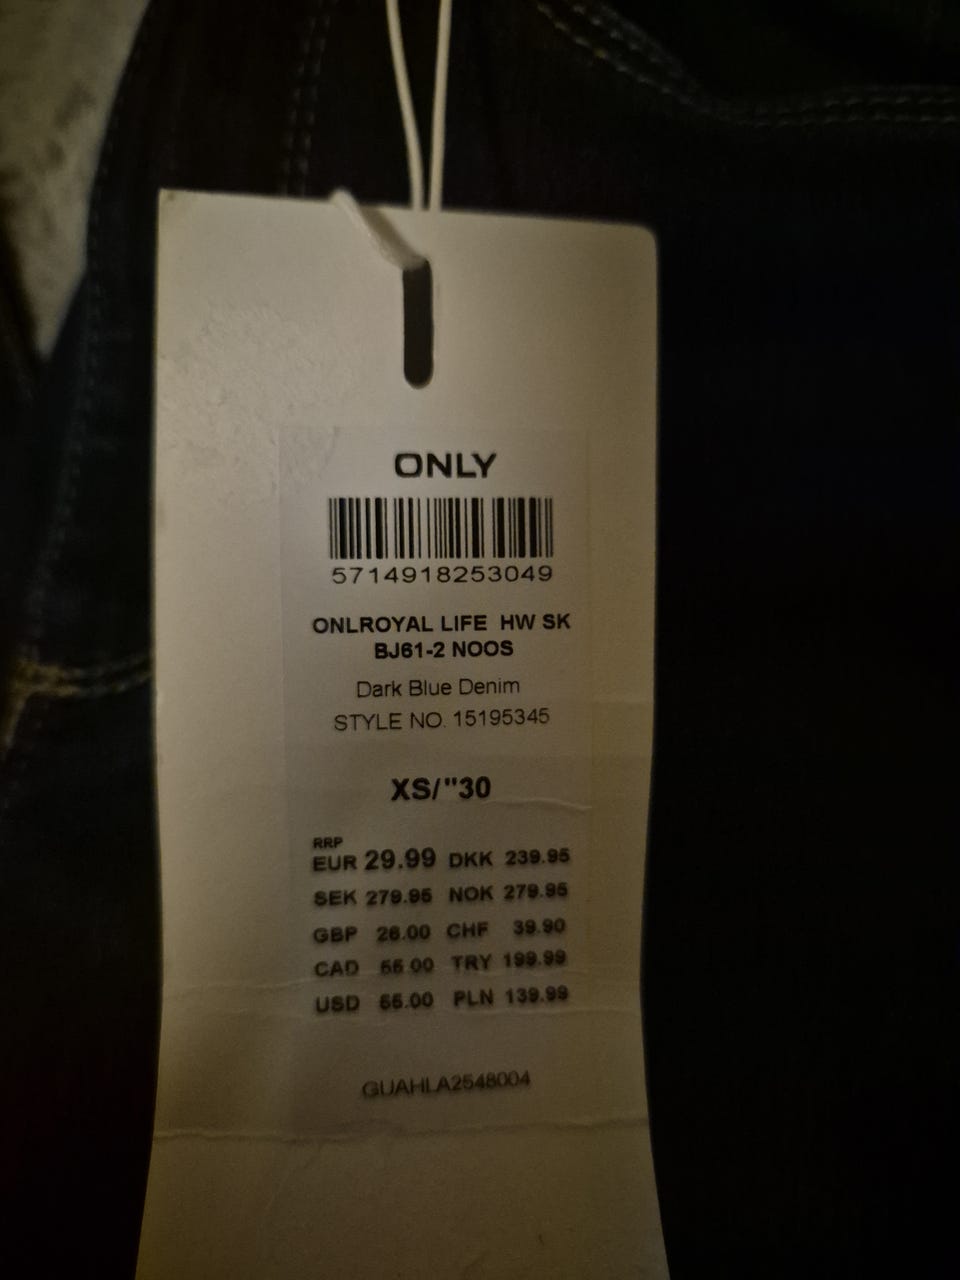 ONLY
5714918253049
ONLROYAL LIFE HW SK
BJ61-2 NOOS
Dark Blue Denim
STYLE NO. 15195345
XS/"30
RRP
EUR 29.99 DKK 239.95
SEK 279.95 NOK 279.95
GBP 26.00 CHF 39.90
CAD 55.00 TRY 199.99
USD 55.00 PLN 139.99
GUAHLA2548004